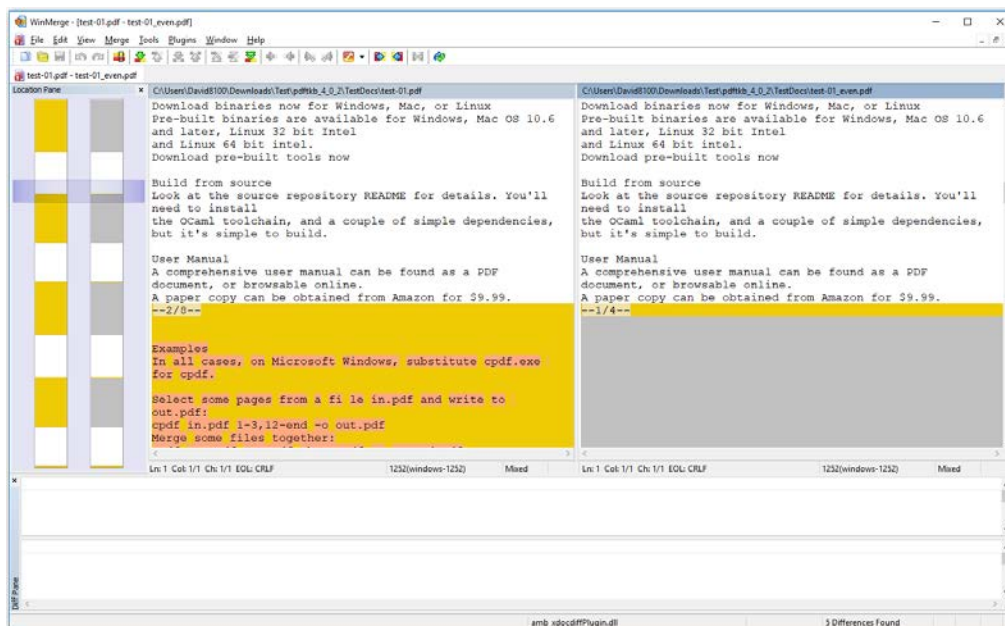 WinMerge - [test-01.pdf - test-01_even.pdf]
File Edit View Merge Tools Plugins Window Help
test-01.pdf - test-01_even.pdf
Location Pane
C:\Users\David8100\Downloads\Test\pdftkb_4_0_2\TestDocs\test-01.pdf
Download binaries now for Windows, Mac, or Linux
Pre-built binaries are available for Windows, Mac OS 10.6
and later, Linux 32 bit Intel
and Linux 64 bit intel.
Download pre-built tools now
Build from source
Look at the source repository README for details. You'll
need to install
the OCaml toolchain, and a couple of simple dependencies,
but it's simple to build.
User Manual
A comprehensive user manual can be found as a PDF
document, or browsable online.
A paper copy can be obtained from Amazon for $9.99.
--2/8--
Examples
In all cases, on Microsoft Windows, substitute cpdf.exe
for cpdf.
Select some pages from a fi le in.pdf and write to
out.pdf:
cpdf in.pdf 1-3,12-end -o out.pdf
Merge some files together:
Ln: 1 Col: 1/1 Ch: 1/1 EOL: CRLF 1252(windows-1252) Mixed
C:\Users\David8100\Downloads\Test\pdftkb_4_0_2\TestDocs\test-01_even.pdf
Download binaries now for Windows, Mac, or Linux
Pre-built binaries are available for Windows, Mac OS 10.6
and later, Linux 32 bit Intel
and Linux 64 bit intel.
Download pre-built tools now
Build from source
Look at the source repository README for details. You'll
need to install
the OCaml toolchain, and a couple of simple dependencies,
but it's simple to build.
User Manual
A comprehensive user manual can be found as a PDF
document, or browsable online.
A paper copy can be obtained from Amazon for $9.99.
--1/4--
Ln: 1 Col: 1/1 Ch: 1/1 EOL: CRLF 1252(windows-1252) Mixed
Diff Pane
amb_xdocdiffPlugin.dll 5 Differences Found